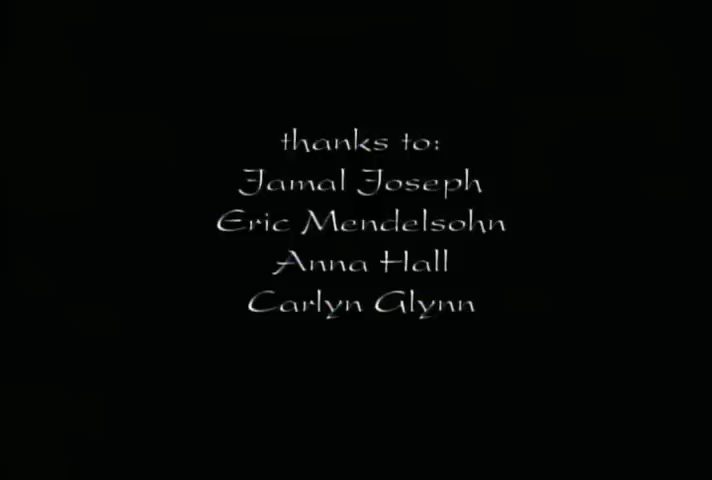 thanks to:
Jamal Joseph
Eric Mendelsohn
Anna Hall
Carlyn Glynn